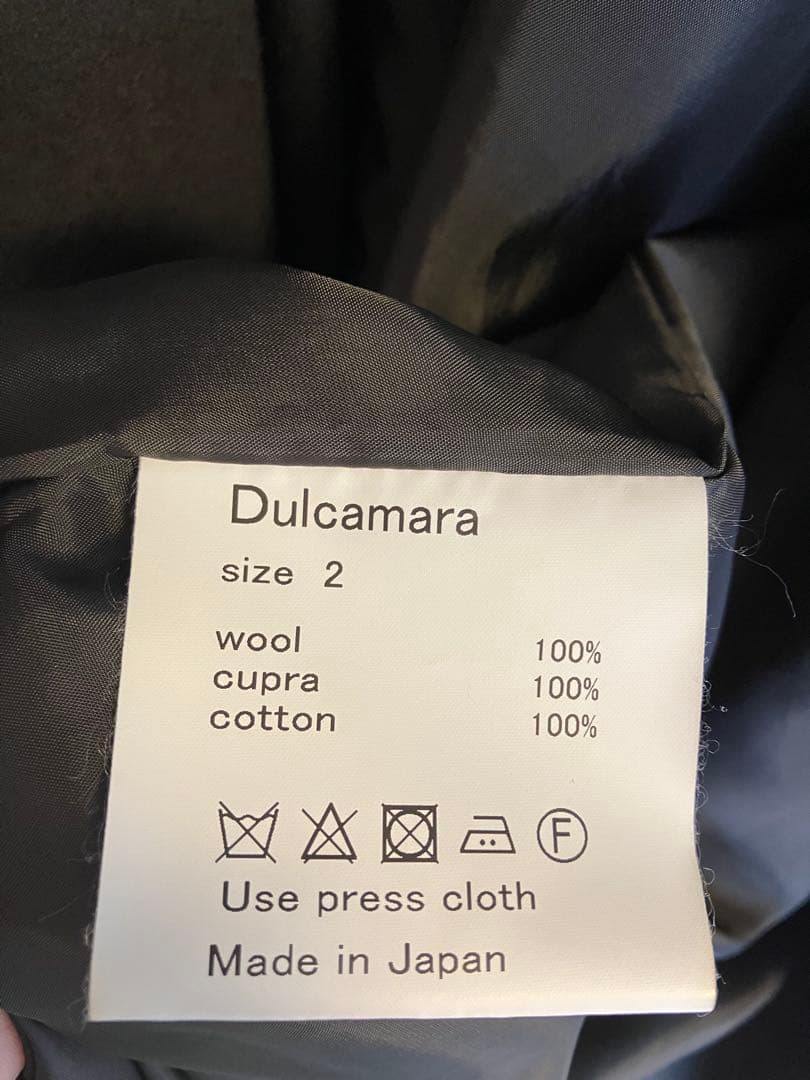 Dulcamara
size 2
wool 100%
cupra 100%
cotton 100%
F
Use press cloth
Made in Japan